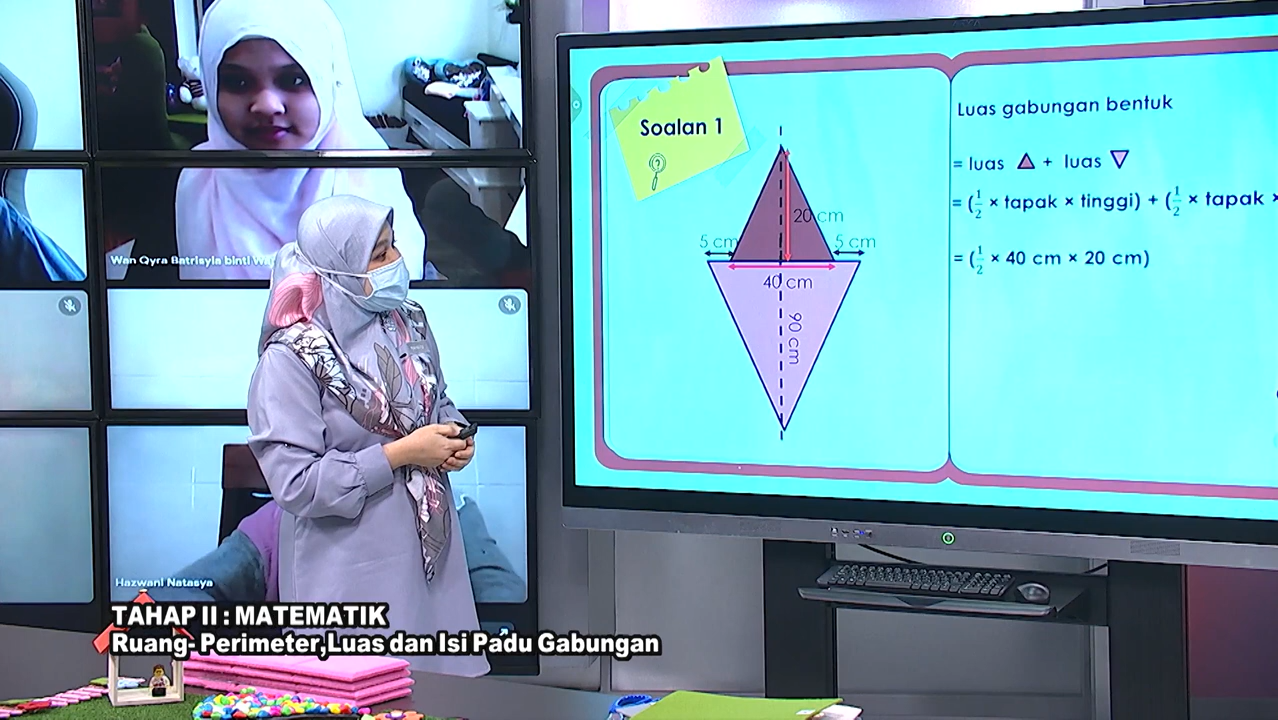 Soalan 1
20 cm
5 cm
5 cm
40 cm
90 cm
Luas gabungan bentuk
= luas + luas
= (1/2 × tapak × tinggi) + (1/2 × tapak ×
= (1/2 × 40 cm × 20 cm)
Wan Qyra Batrisyia binti
Hazwani Natasya
TAHAP II : MATEMATIK
Ruang- Perimeter,Luas dan Isi Padu Gabungan